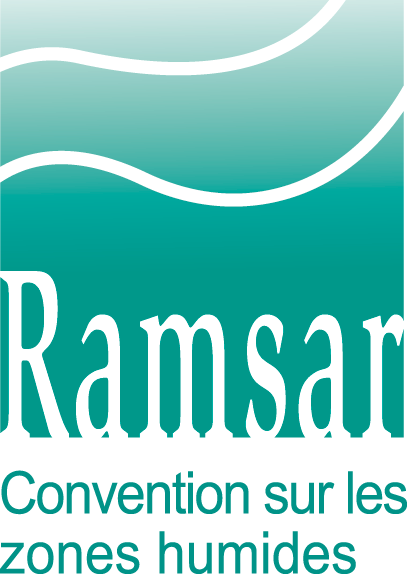 Ramsar
Convention sur les
zones humides